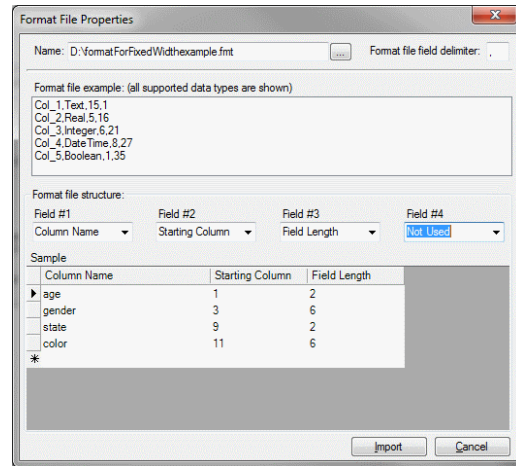 Format File Properties
Name: D:\formatForFixedWidthexample.fmt ... Format file field delimiter: ,
Format file example: (all supported data types are shown)
Col_1,Text,15,1
Col_2,Real,5,16
Col_3,Integer,6,21
Col_4,DateTime,8,27
Col_5,Boolean,1,35
Format file structure:
Field #1 Field #2 Field #3 Field #4
Column Name Starting Column Field Length Not Used
Sample
Column Name Starting Column Field Length
age 1 2
gender 3 6
state 9 2
color 11 6
Import Cancel